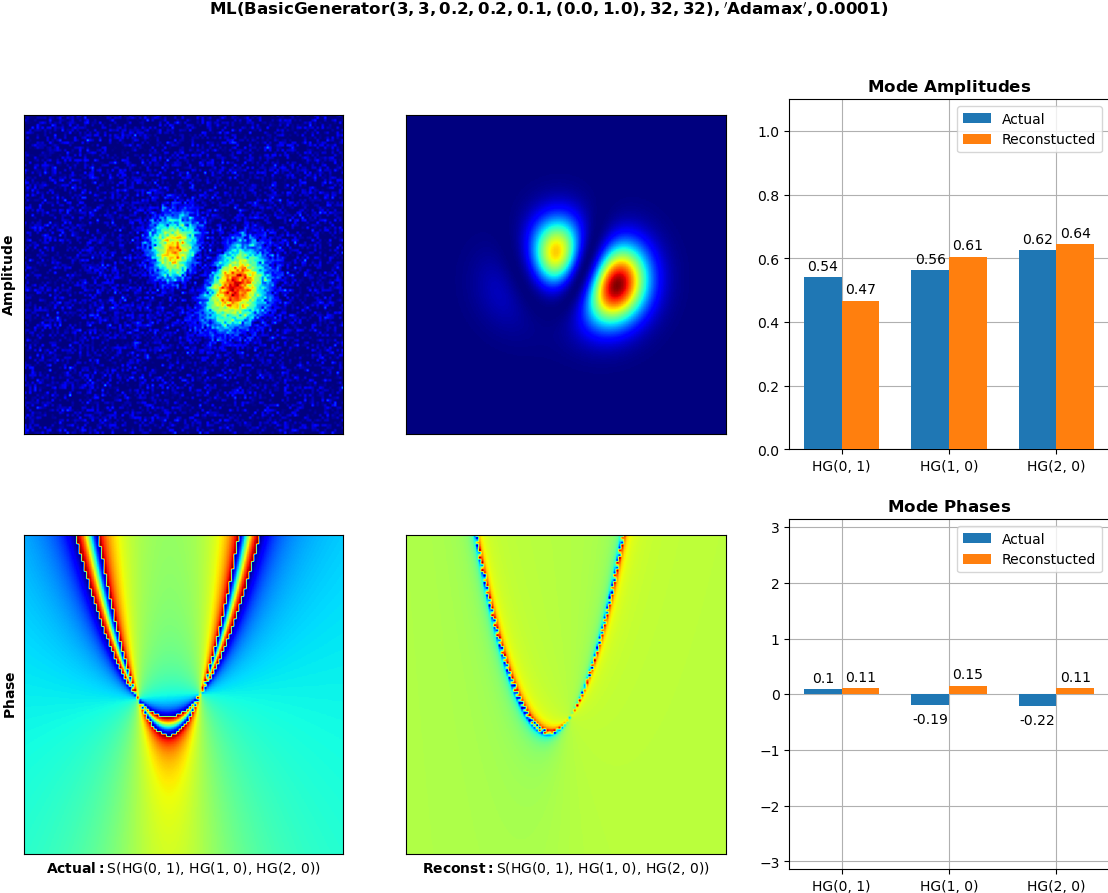 ML(BasicGenerator(3, 3, 0.2, 0.2, 0.1, (0.0, 1.0), 32, 32), ′Adamax′, 0.0001)
Mode Amplitudes
Actual
Reconstucted
1.0
0.8
0.6
0.4
0.2
0.0
0.54
0.47
0.56
0.61
0.62
0.64
HG(0, 1)
HG(1, 0)
HG(2, 0)
Amplitude
Mode Phases
Actual
Reconstucted
3
2
1
0
−1
−2
−3
0.1
0.11
-0.19
0.15
-0.22
0.11
HG(0, 1)
HG(1, 0)
HG(2, 0)
Phase
Actual: S(HG(0, 1), HG(1, 0), HG(2, 0))
Reconst: S(HG(0, 1), HG(1, 0), HG(2, 0))